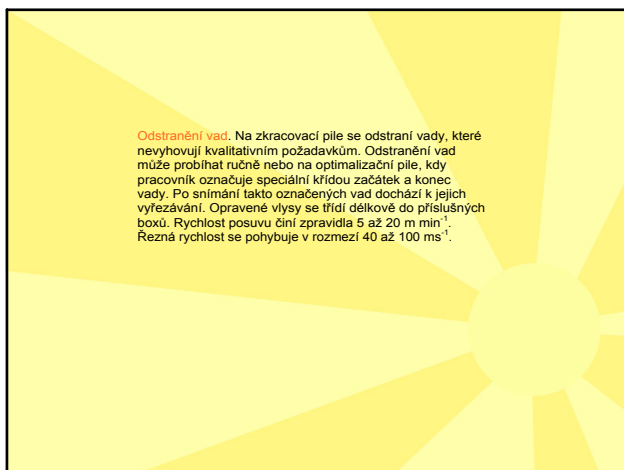 Odstranění vad. Na zkracovací pile se odstraní vady, které
nevyhovují kvalitativním požadavkům. Odstranění vad
může probíhat ručně nebo na optimalizační pile, kdy
pracovník označuje speciální křídou začátek a konec
vady. Po snímání takto označených vad dochází k jejich
vyřezávání. Opravené vlysy se třídí délkově do příslušných
boxů. Rychlost posuvu činí zpravidla 5 až 20 m min⁻¹.
Řezná rychlost se pohybuje v rozmezí 40 až 100 ms⁻¹.